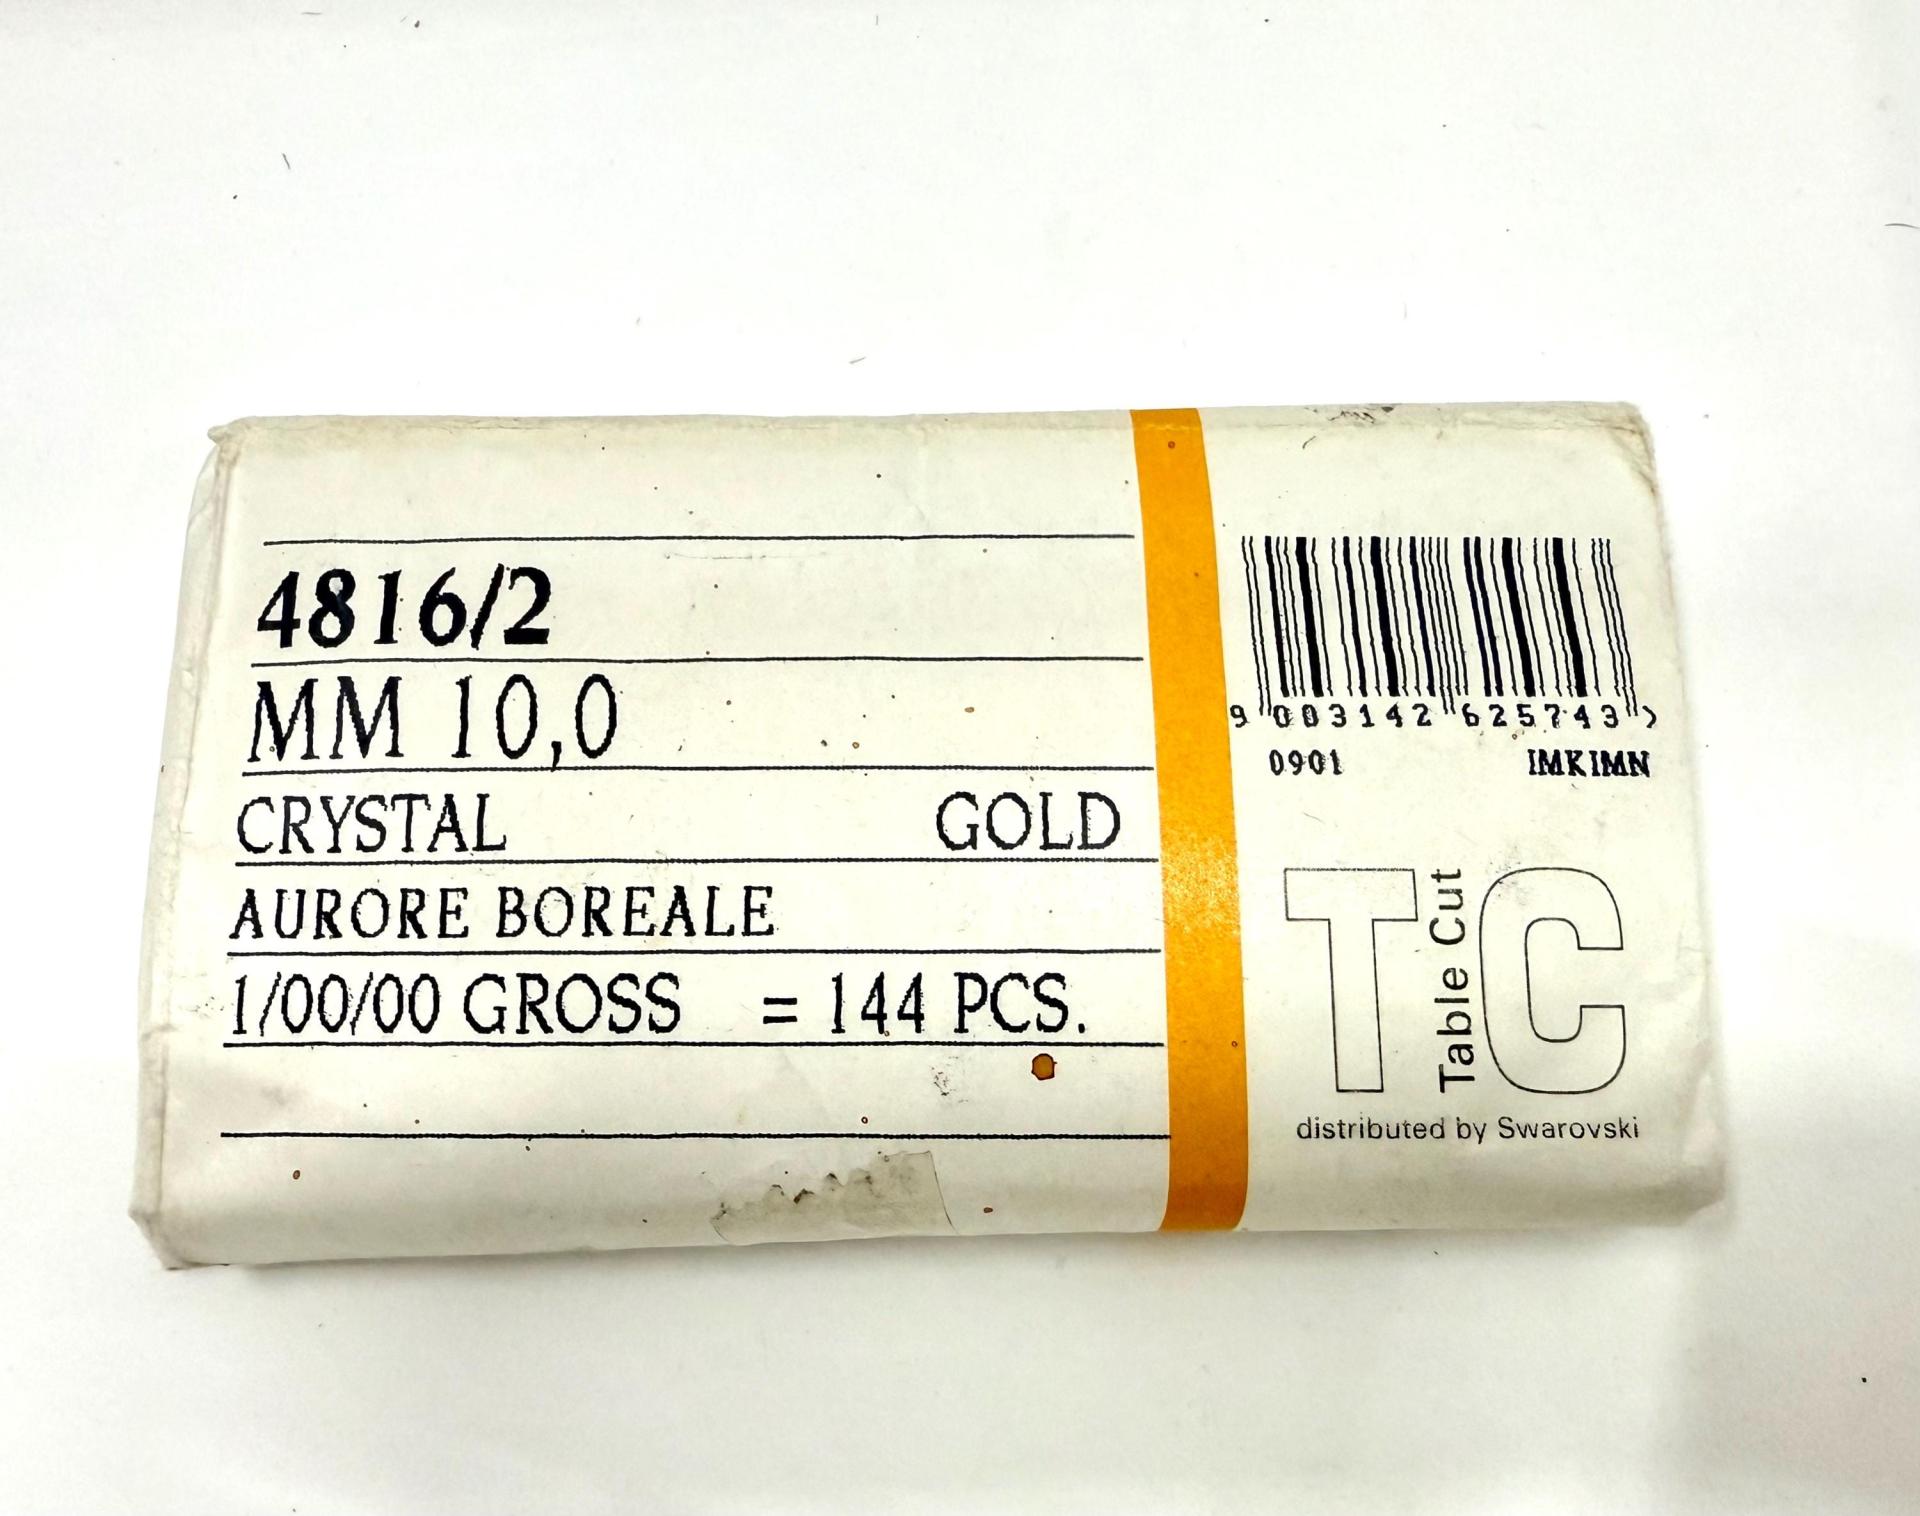 4816/2
MM 10,0
CRYSTAL GOLD
AURORE BOREALE
1/00/00 GROSS = 144 PCS.
9 003142 625743 >
0901 IMKIMN
TC
Table Cut
distributed by Swarovski